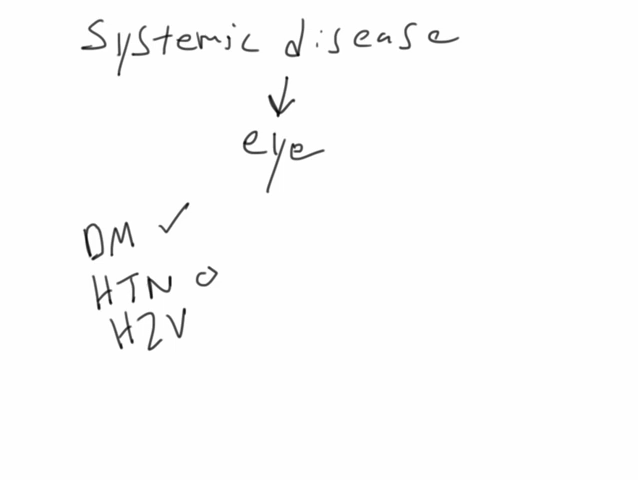 Systemic disease
↓
eye
DM ✓
HTN o
HZV